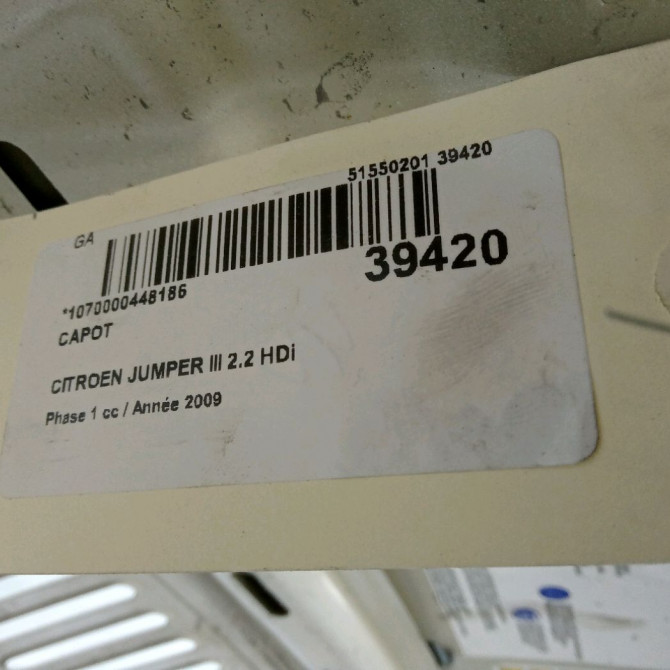 51550201 39420
GA
39420
*1070000448186
CAPOT
CITROEN JUMPER III 2.2 HDi
Phase 1 cc / Année 2009